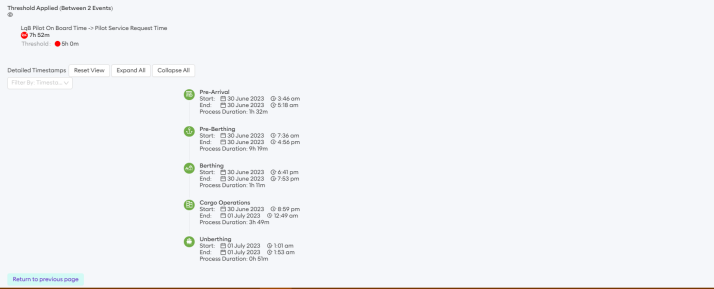 Threshold Applied (Between 2 Events)
LqB Pilot On Board Time -> Pilot Service Request Time
7h 52m
Threshold: 5h 0m
Detailed Timestamps Reset View Expand All Collapse All
Filter By: Timesta...
Pre-Arrival
Start: 30 June 2023 3:46 am
End: 30 June 2023 5:18 am
Process Duration: 1h 32m
Pre-Berthing
Start: 30 June 2023 7:36 am
End: 30 June 2023 4:56 pm
Process Duration: 9h 19m
Berthing
Start: 30 June 2023 6:41 pm
End: 30 June 2023 7:53 pm
Process Duration: 1h 11m
Cargo Operations
Start: 30 June 2023 8:59 pm
End: 01 July 2023 12:49 am
Process Duration: 3h 49m
Unberthing
Start: 01 July 2023 1:01 am
End: 01 July 2023 1:53 am
Process Duration: 0h 51m
Return to previous page